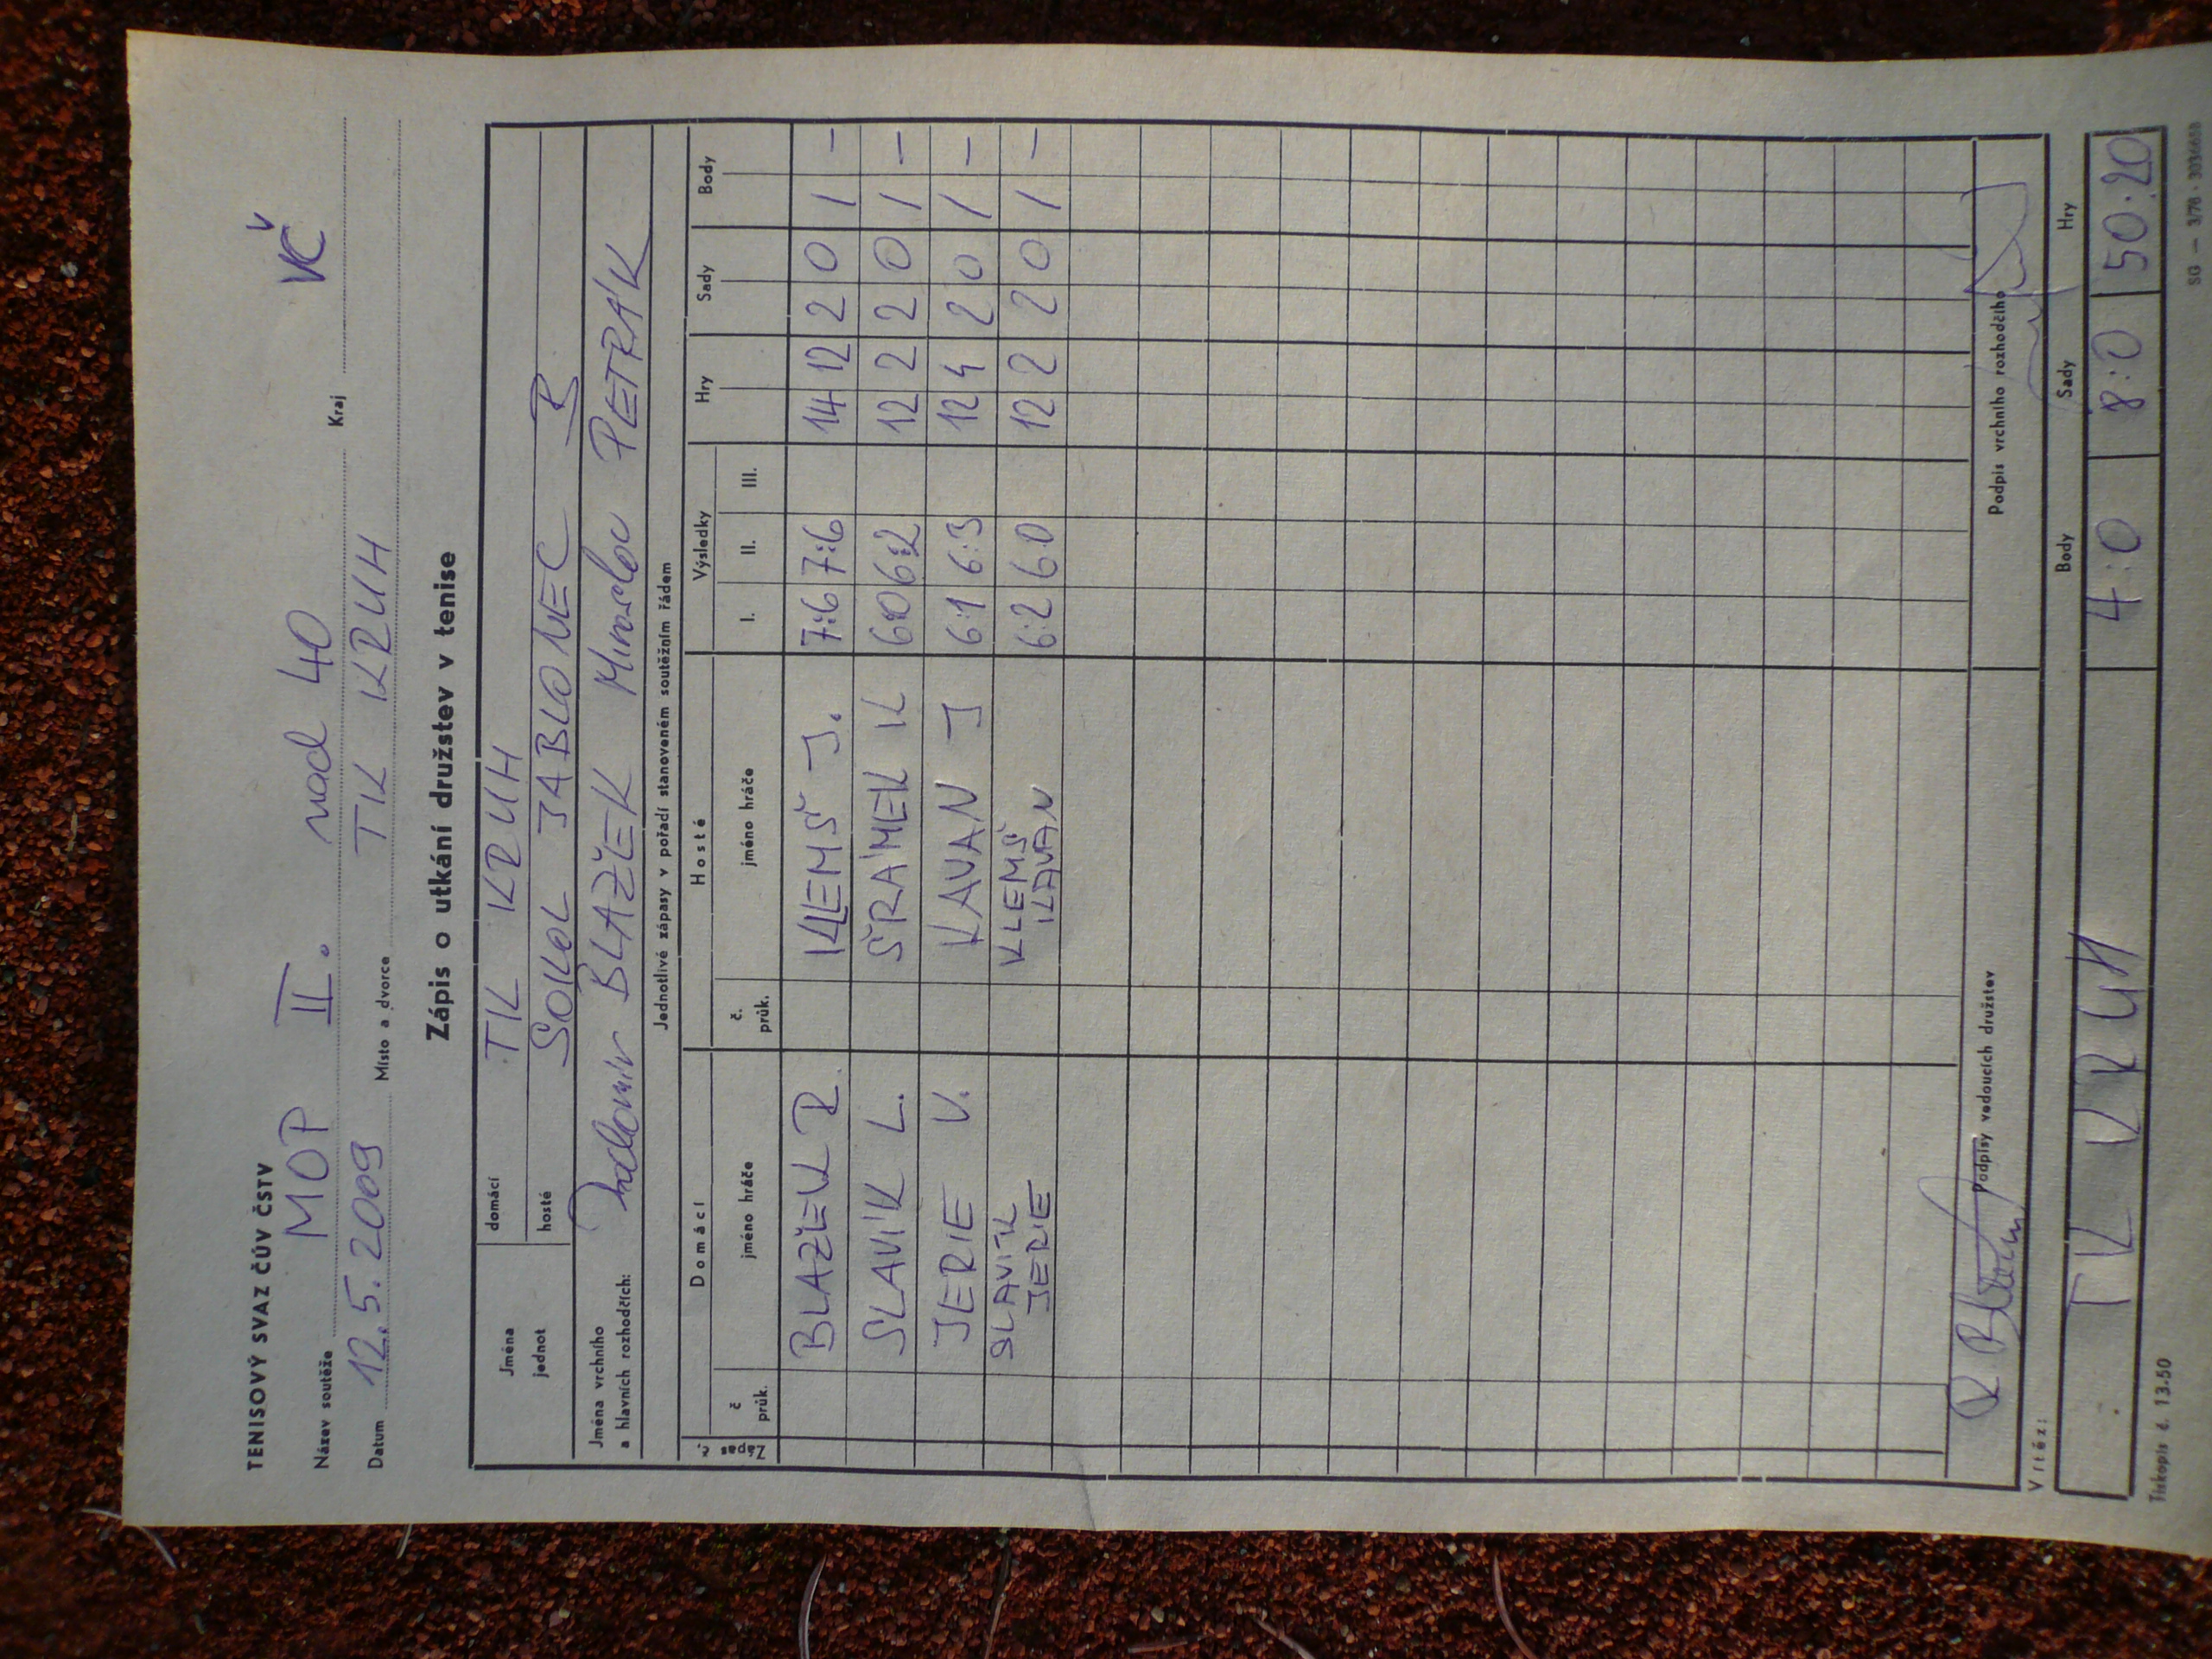 TENISOVÝ SVAZ ČÚV ČSTV
Název soutěže MOP II. nad 40 Kraj VČ
Datum 12.5.2009 Místo a dvorce TK KRUH
Zápis o utkání družstev v tenise
Jména jednot domácí TK KRUH
hosté SOKOL JABLONEC
Jména vrchního
a hlavních rozhodčích: BLAŽEK Miroslav PETRÁK
Jednotlivé zápasy v pořadí stanoveném soutěžním řádem
Zápas č. Domácí Hosté Výsledky Hry Sady Body
č průk. jméno hráče č. průk. jméno hráče I. II. III.
BLAŽEK R. KLEMŠ J. 7:6 7:6 14 12 2 0 1 -
SLAVÍK L. ŠRÁMEK K 6:0 6:2 12 2 2 0 1 -
JERIE V. KAVAN J 6:1 6:3 12 4 2 0 1 -
SLAVÍK KLEMŠ 6:2 6:0 12 2 2 0 1 -
JERIE KAVAN
Podpisy vedoucích družstev Podpis vrchního rozhodčího
Vítěz: Body Sady Hry
TK KRUH 4:0 8:0 50:20
Tiskopis č. 13-50 SG — 3/76